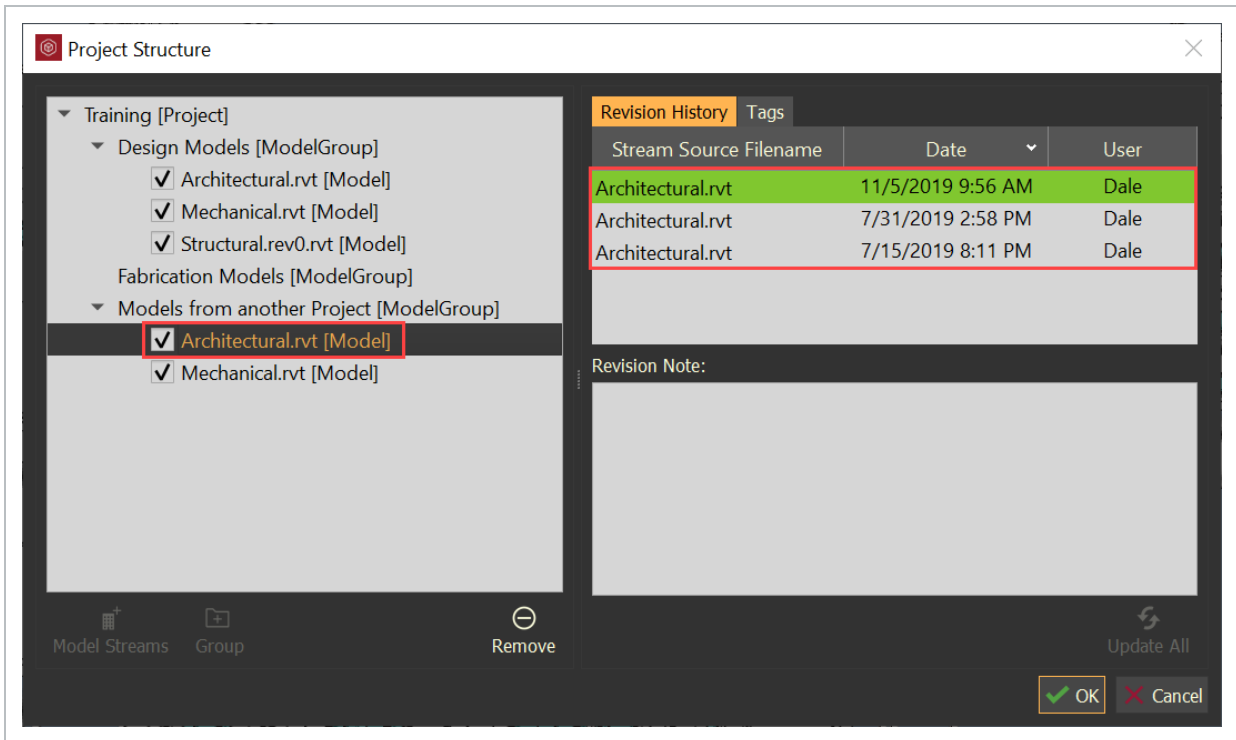 Project Structure
Training [Project]
Design Models [ModelGroup]
Architectural.rvt [Model]
Mechanical.rvt [Model]
Structural.rev0.rvt [Model]
Fabrication Models [ModelGroup]
Models from another Project [ModelGroup]
Architectural.rvt [Model]
Mechanical.rvt [Model]
Model Streams Group Remove
Revision History Tags
Stream Source Filename Date User
Architectural.rvt 11/5/2019 9:56 AM Dale
Architectural.rvt 7/31/2019 2:58 PM Dale
Architectural.rvt 7/15/2019 8:11 PM Dale
Revision Note:
Update All
OK Cancel